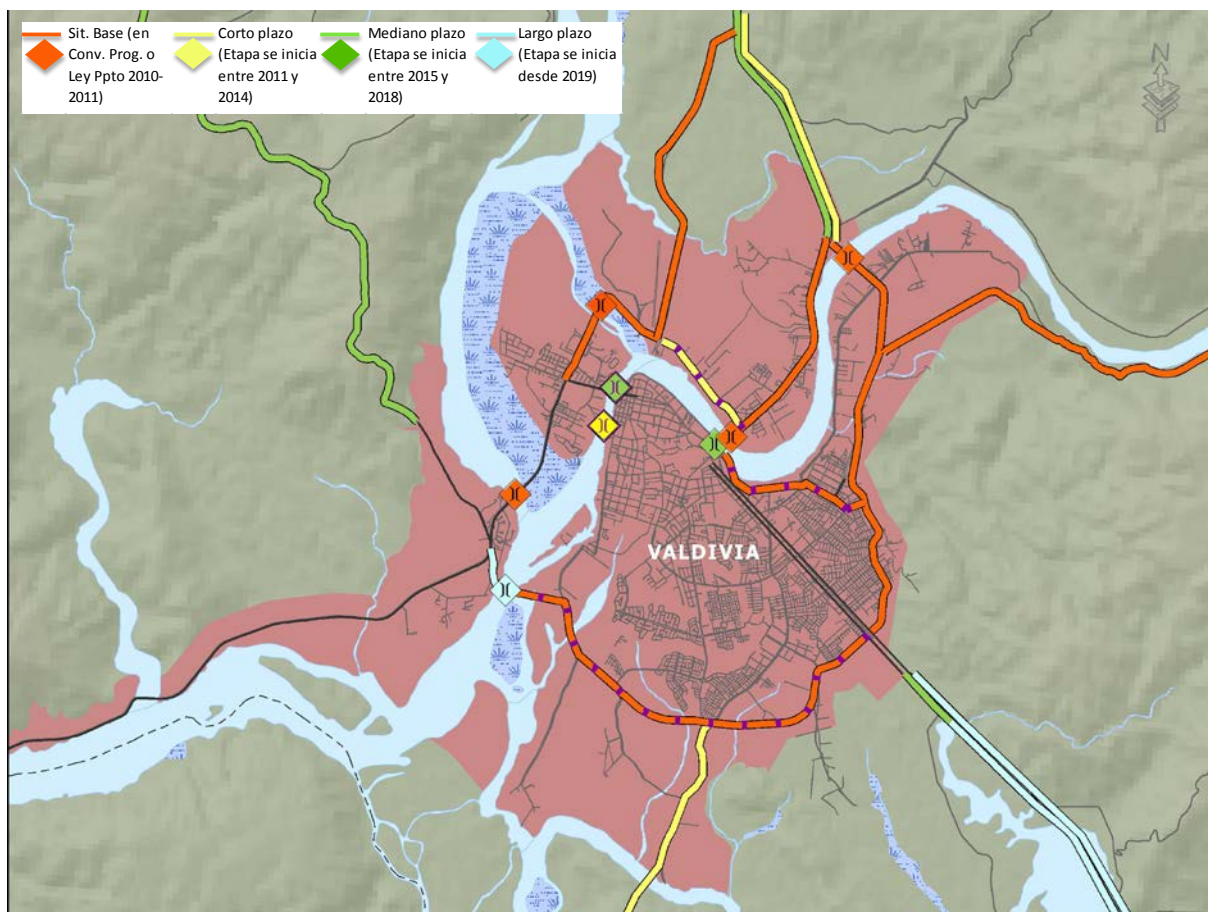 Sit. Base (en
Conv. Prog. o
Ley Ppto 2010-
2011)
Corto plazo
(Etapa se inicia
entre 2011 y
2014)
Mediano plazo
(Etapa se inicia
entre 2015 y
2018)
Largo plazo
(Etapa se inicia
desde 2019)
N
VALDIVIA